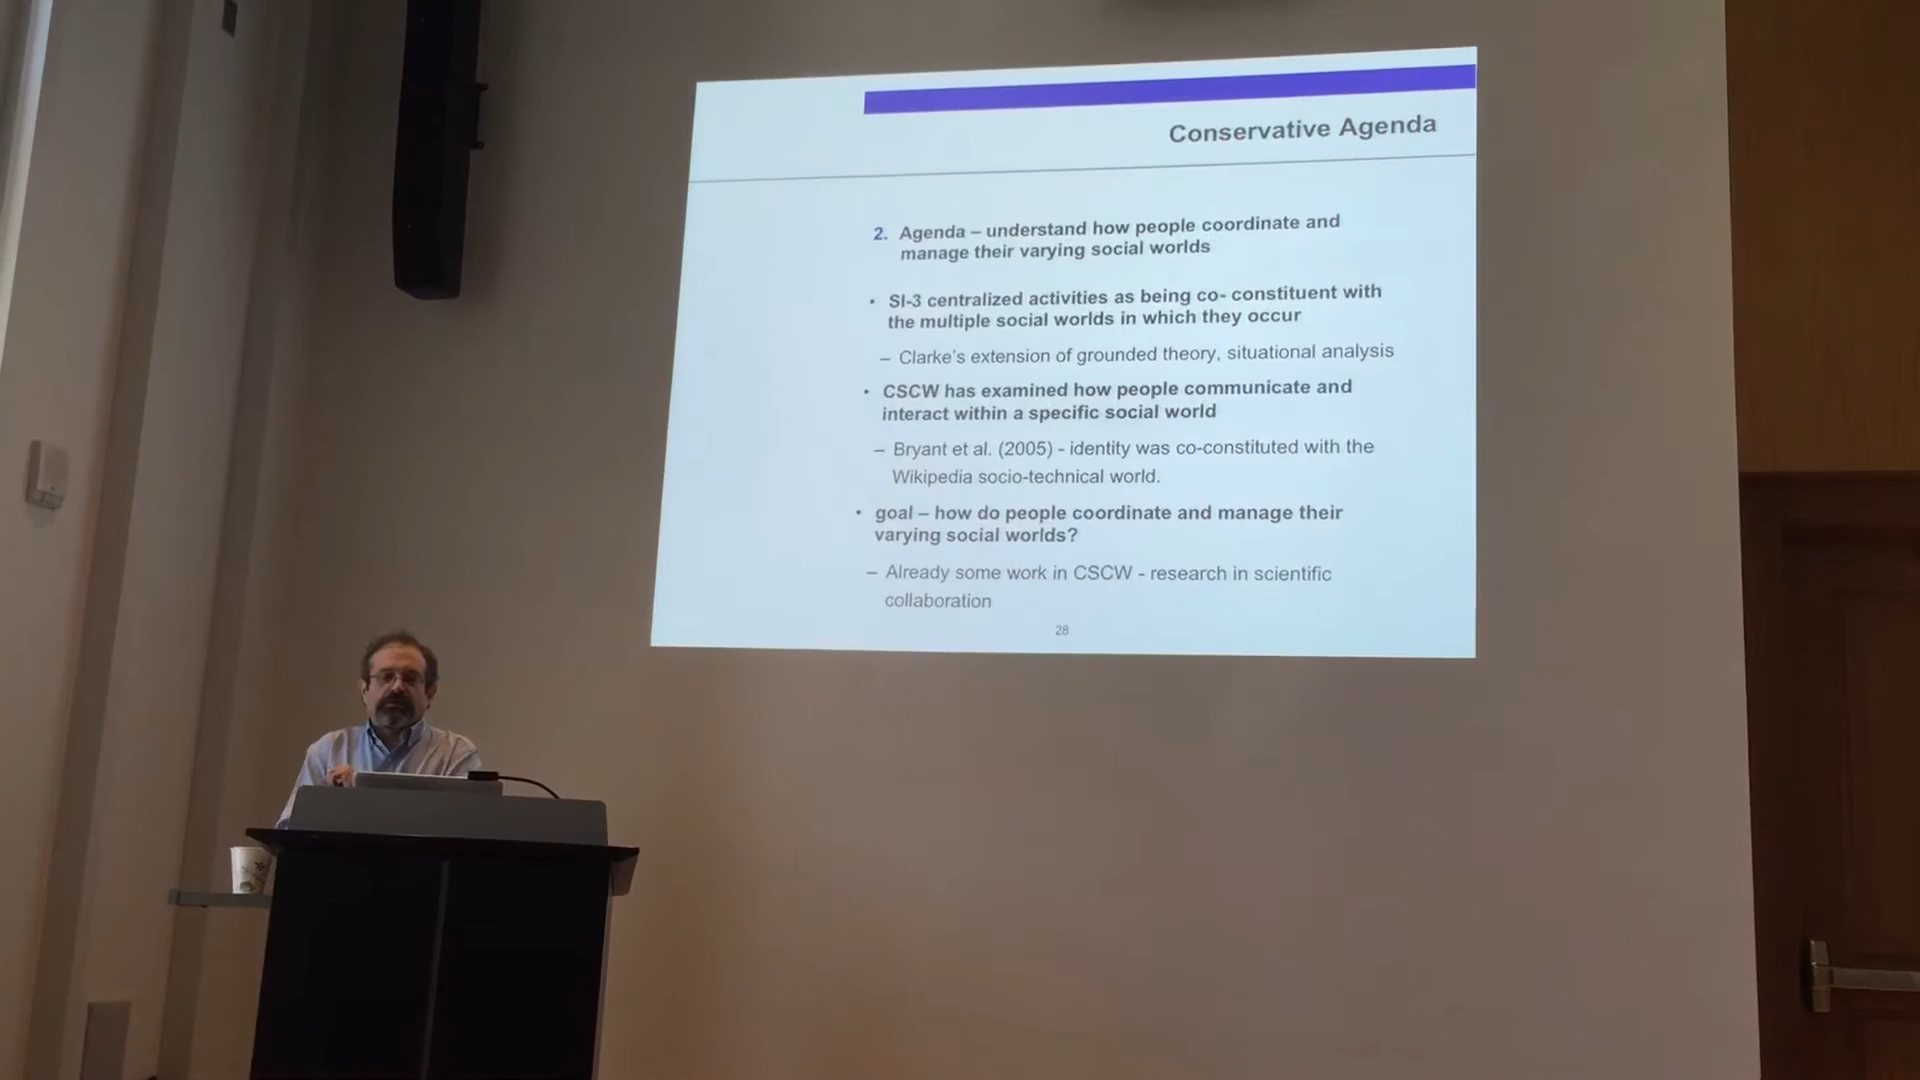 Conservative Agenda
2. Agenda – understand how people coordinate and
manage their varying social worlds
• SI-3 centralized activities as being co- constituent with
the multiple social worlds in which they occur
– Clarke's extension of grounded theory, situational analysis
• CSCW has examined how people communicate and
interact within a specific social world
– Bryant et al. (2005) - identity was co-constituted with the
Wikipedia socio-technical world.
• goal – how do people coordinate and manage their
varying social worlds?
– Already some work in CSCW - research in scientific
collaboration
28